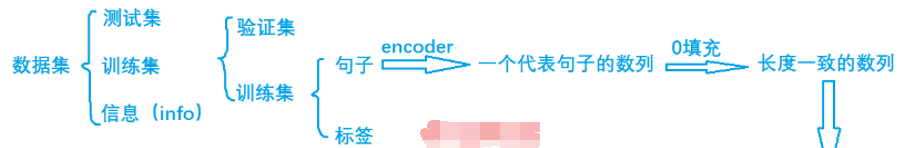 测试集
数据集
训练集
信息（info）
验证集
训练集
句子
标签
encoder
一个代表句子的数列
0填充
长度一致的数列